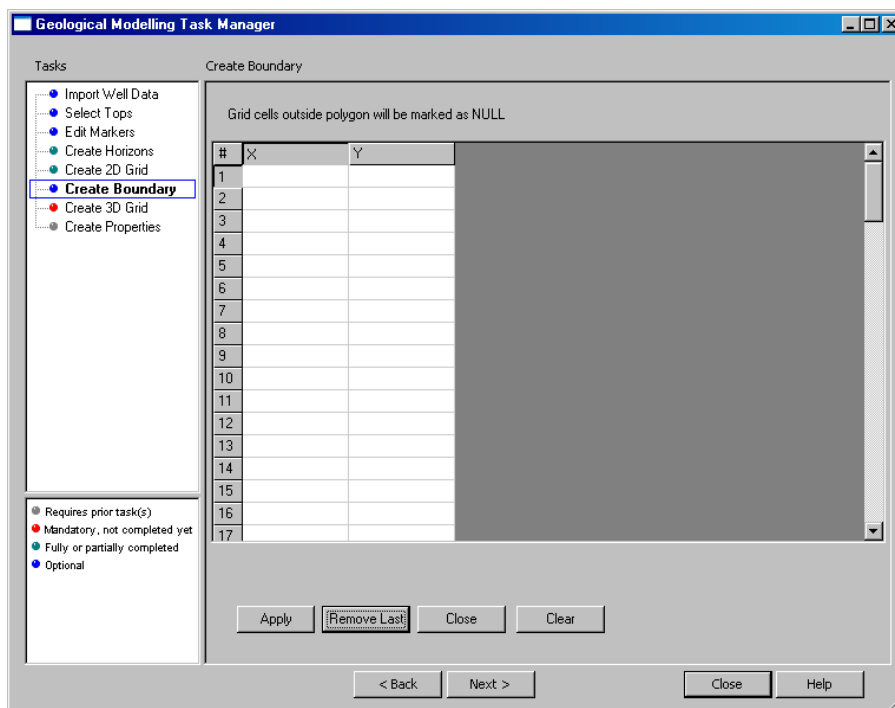 Geological Modelling Task Manager
Tasks
Import Well Data
Select Tops
Edit Markers
Create Horizons
Create 2D Grid
Create Boundary
Create 3D Grid
Create Properties
Requires prior task(s)
Mandatory, not completed yet
Fully or partially completed
Optional
Create Boundary
Grid cells outside polygon will be marked as NULL
# X Y
1
2
3
4
5
6
7
8
9
10
11
12
13
14
15
16
17
Apply Remove Last Close Clear
< Back Next > Close Help